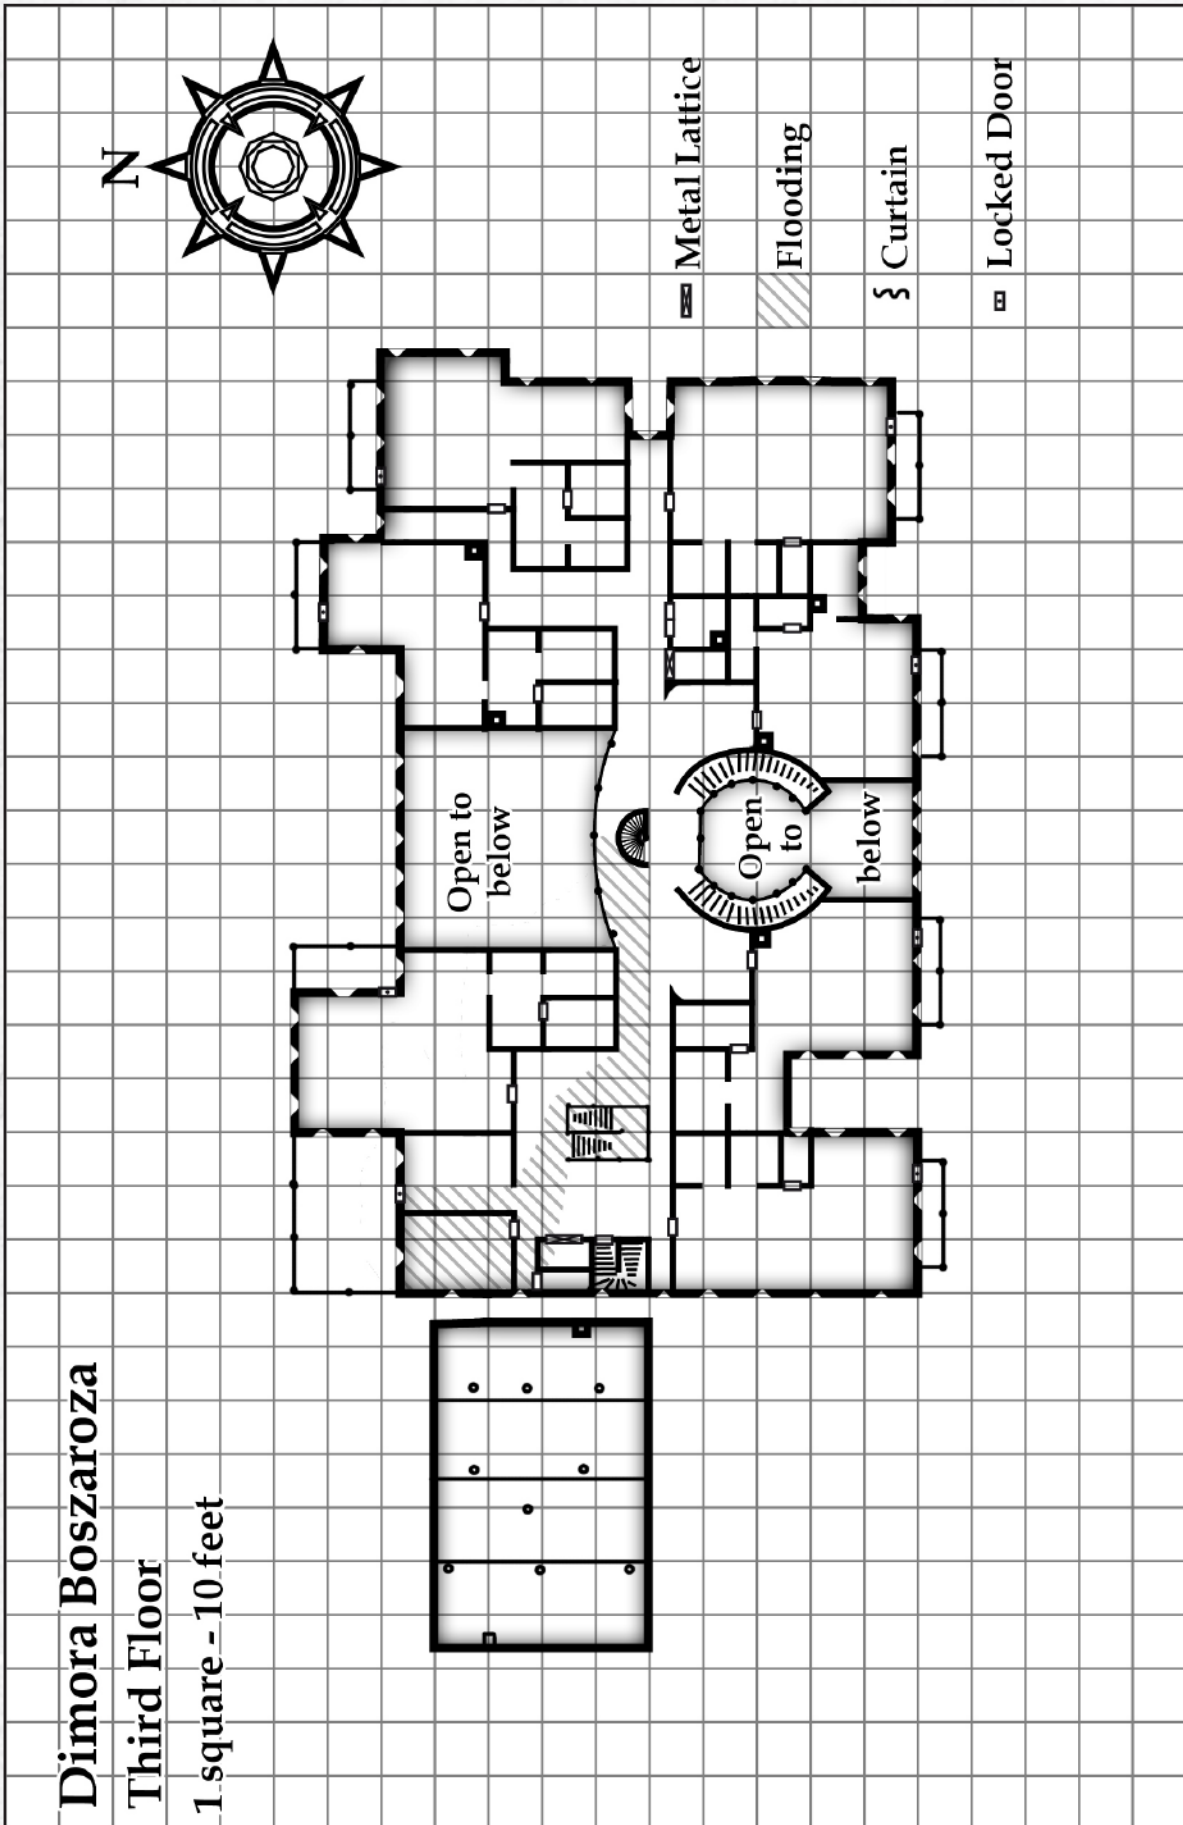 Dimora Boszaroza
Third Floor
1 square - 10 feet
N
Open to
below
Open
to
below
Metal Lattice
Flooding
Curtain
Locked Door